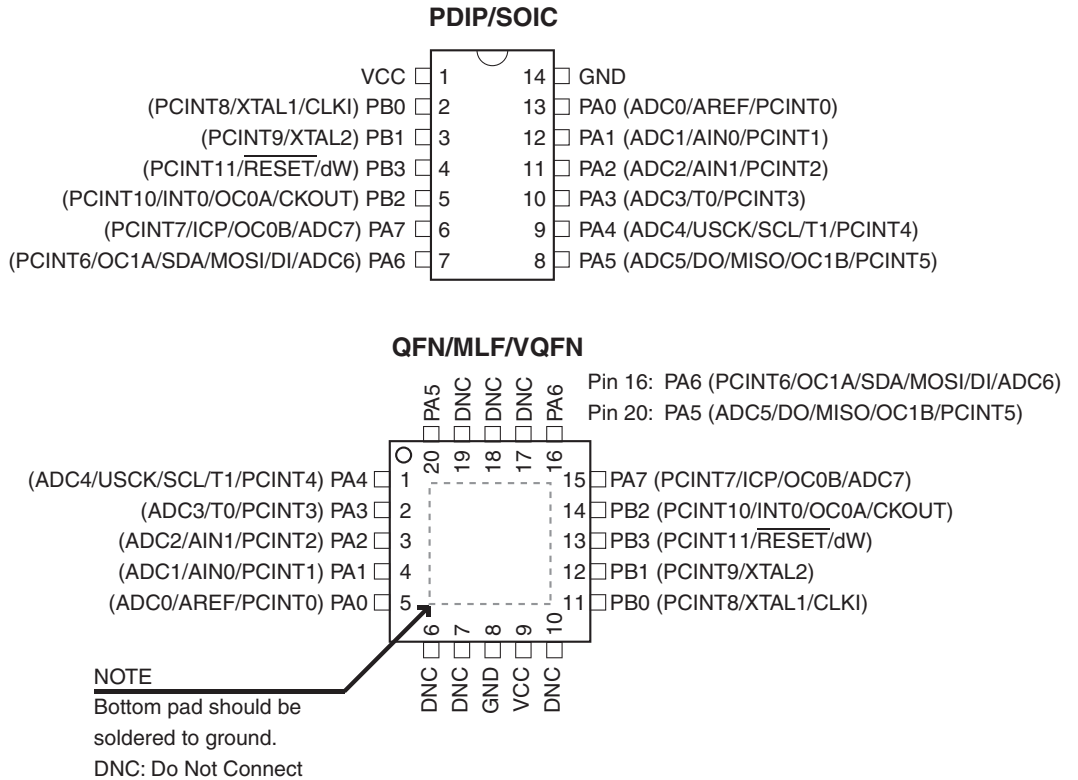 PDIP/SOIC
VCC 1 14 GND
(PCINT8/XTAL1/CLKI) PB0 2 13 PA0 (ADC0/AREF/PCINT0)
(PCINT9/XTAL2) PB1 3 12 PA1 (ADC1/AIN0/PCINT1)
(PCINT11/RESET/dW) PB3 4 11 PA2 (ADC2/AIN1/PCINT2)
(PCINT10/INT0/OC0A/CKOUT) PB2 5 10 PA3 (ADC3/T0/PCINT3)
(PCINT7/ICP/OC0B/ADC7) PA7 6 9 PA4 (ADC4/USCK/SCL/T1/PCINT4)
(PCINT6/OC1A/SDA/MOSI/DI/ADC6) PA6 7 8 PA5 (ADC5/DO/MISO/OC1B/PCINT5)
QFN/MLF/VQFN
Pin 16: PA6 (PCINT6/OC1A/SDA/MOSI/DI/ADC6)
Pin 20: PA5 (ADC5/DO/MISO/OC1B/PCINT5)
PA5 DNC DNC DNC PA6
20 19 18 17 16
(ADC4/USCK/SCL/T1/PCINT4) PA4 1 15 PA7 (PCINT7/ICP/OC0B/ADC7)
(ADC3/T0/PCINT3) PA3 2 14 PB2 (PCINT10/INT0/OC0A/CKOUT)
(ADC2/AIN1/PCINT2) PA2 3 13 PB3 (PCINT11/RESET/dW)
(ADC1/AIN0/PCINT1) PA1 4 12 PB1 (PCINT9/XTAL2)
(ADC0/AREF/PCINT0) PA0 5 11 PB0 (PCINT8/XTAL1/CLKI)
6 7 8 9 10
DNC DNC GND VCC DNC
NOTE
Bottom pad should be
soldered to ground.
DNC: Do Not Connect